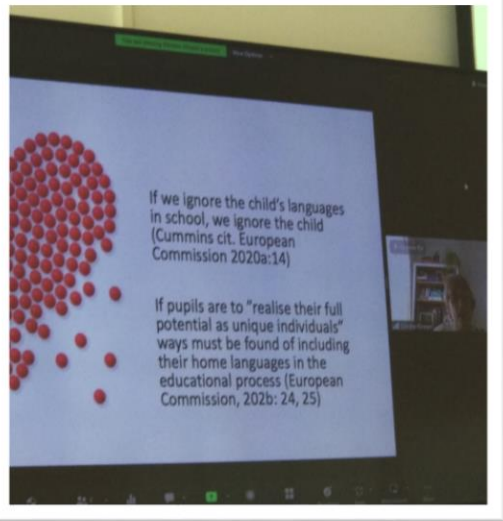 If we ignore the child's languages
in school, we ignore the child
(Cummins cit. European
Commission 2020a:14)
If pupils are to "realise their full
potential as unique individuals"
ways must be found of including
their home languages in the
educational process (European
Commission, 202b: 24, 25)